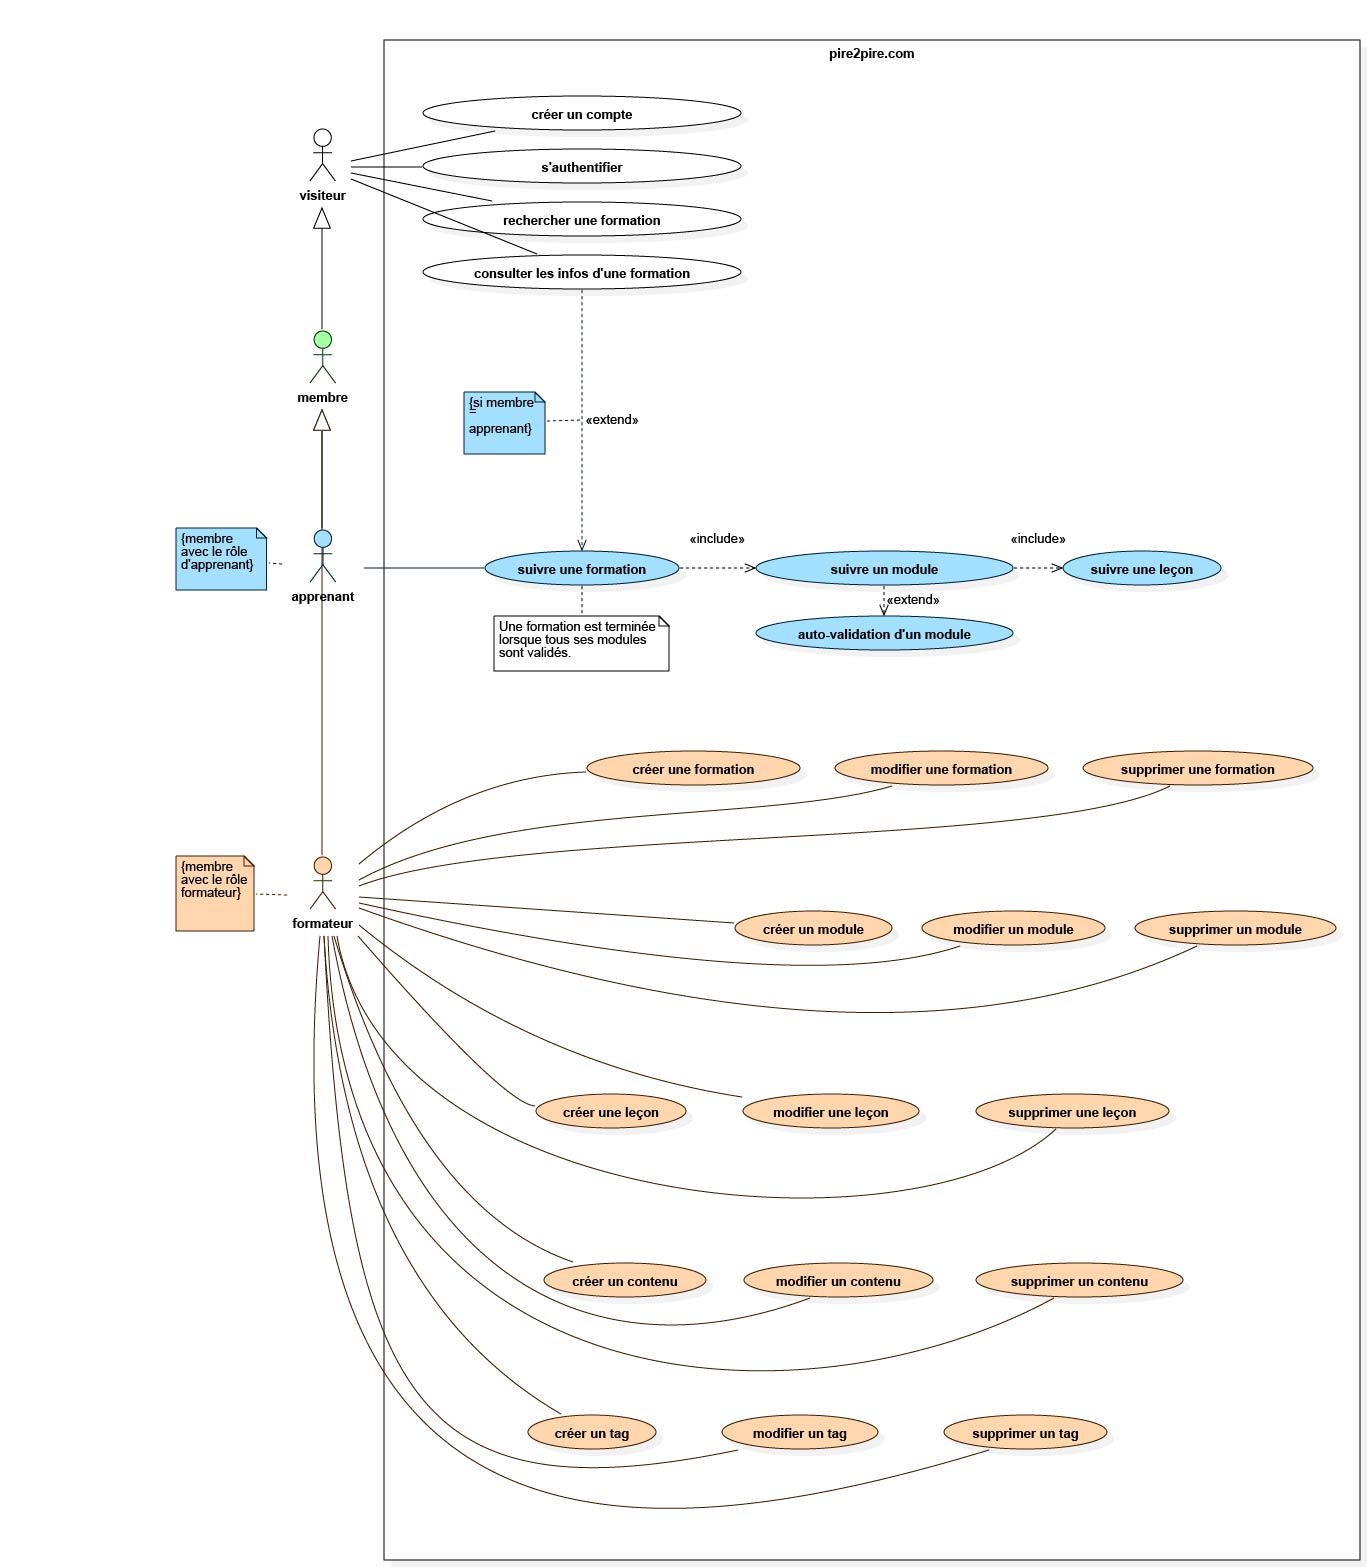 pire2pire.com
créer un compte
s'authentifier
visiteur
rechercher une formation
consulter les infos d'une formation
membre
{si membre
=
apprenant}
«extend»
{membre
avec le rôle
d'apprenant}
apprenant
«include»
«include»
suivre une formation
suivre un module
suivre une leçon
«extend»
Une formation est terminée
lorsque tous ses modules
sont validés.
auto-validation d'un module
créer une formation
modifier une formation
supprimer une formation
{membre
avec le rôle
formateur}
formateur
créer un module
modifier un module
supprimer un module
créer une leçon
modifier une leçon
supprimer une leçon
créer un contenu
modifier un contenu
supprimer un contenu
créer un tag
modifier un tag
supprimer un tag